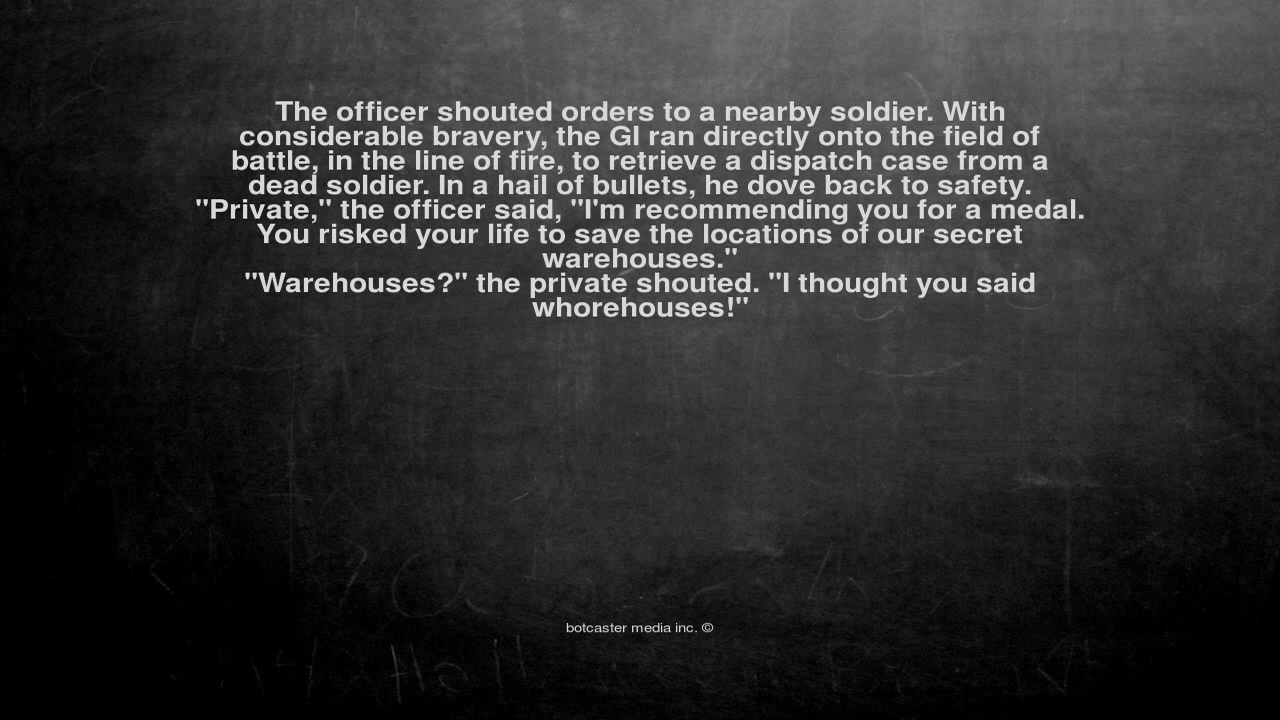 The officer shouted orders to a nearby soldier. With
considerable bravery, the GI ran directly onto the field of
battle, in the line of fire, to retrieve a dispatch case from a
dead soldier. In a hail of bullets, he dove back to safety.
"Private," the officer said, "I'm recommending you for a medal.
You risked your life to save the locations of our secret
warehouses."
"Warehouses?" the private shouted. "I thought you said
whorehouses!"
botcaster media inc. ©